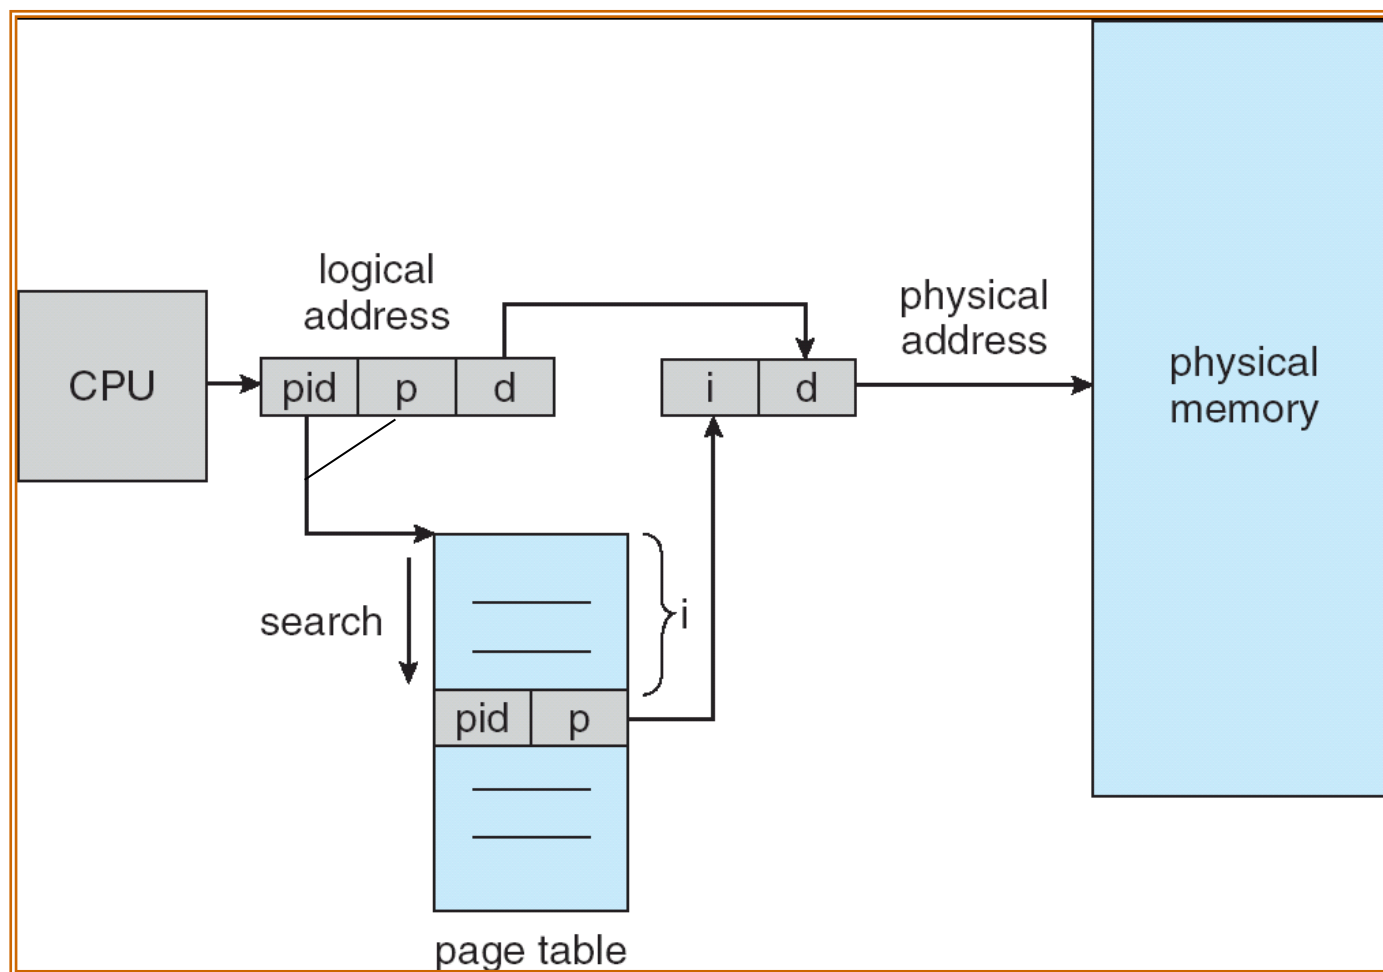 logical
address
physical
address
CPU
pid p d
i d
physical
memory
search
i
pid p
page table